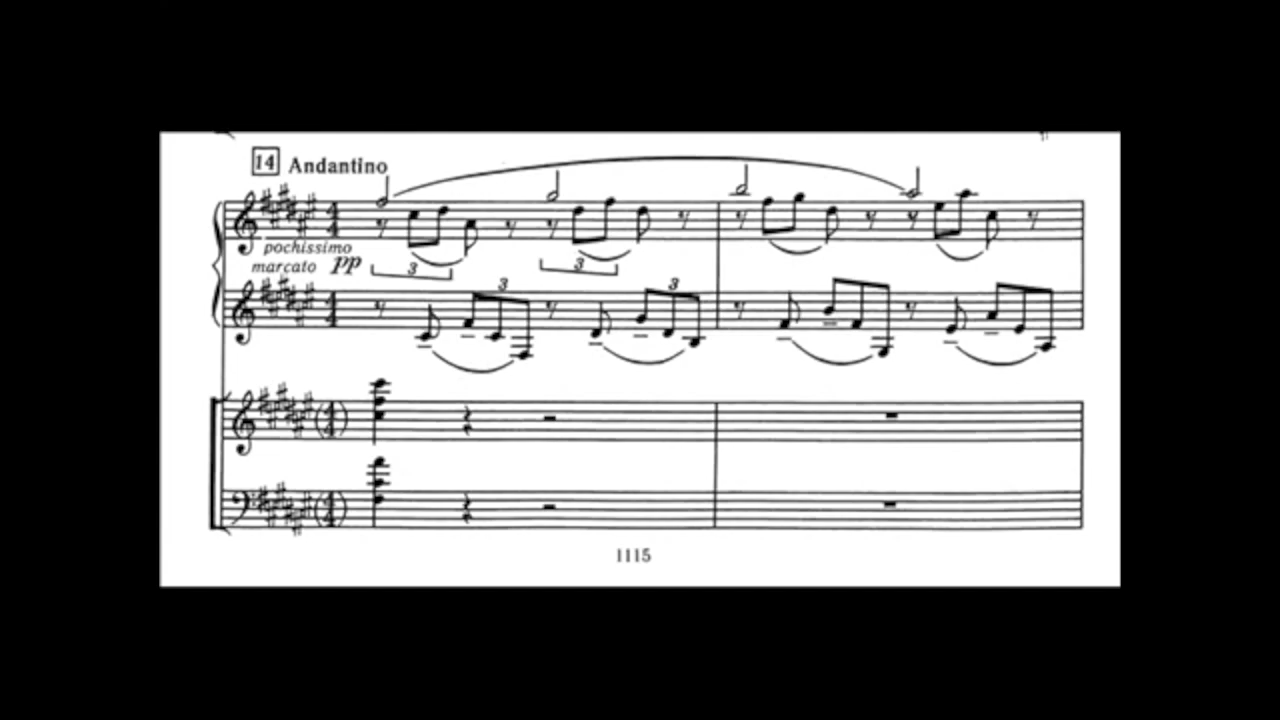 14 Andantino
pochissimo
marcato pp
3 3
3 3
1115